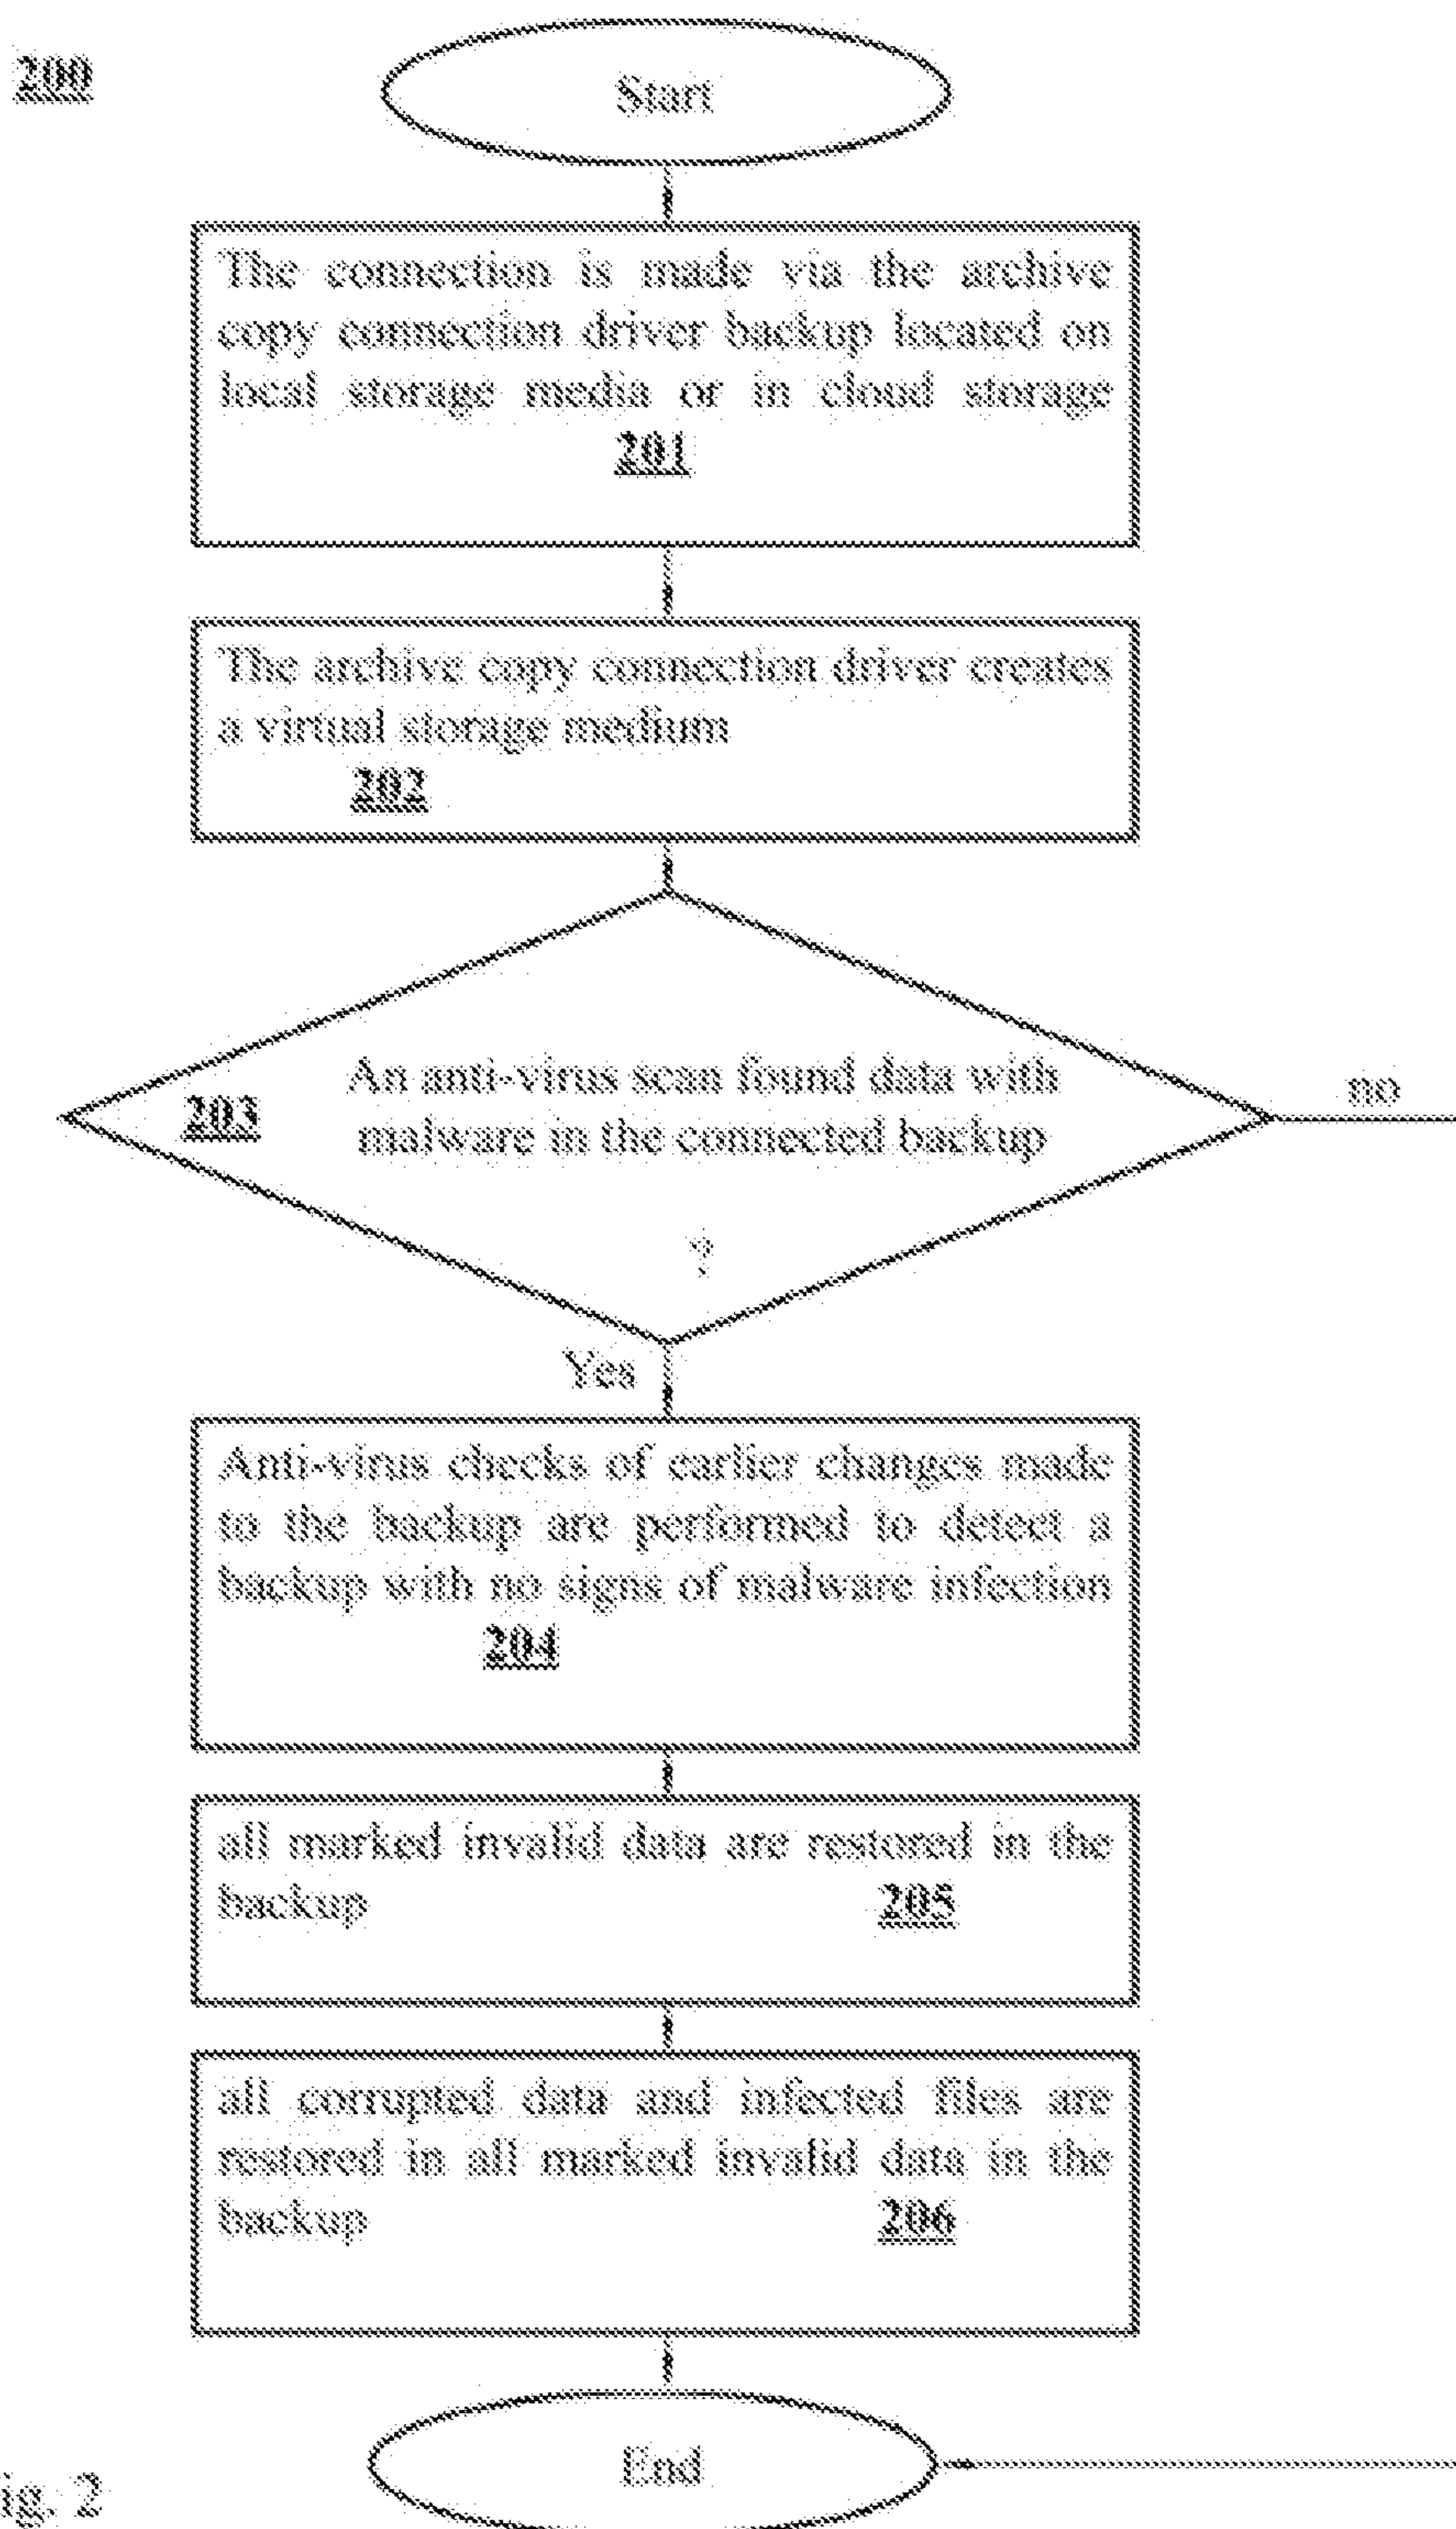 200
Start
The connection is made via the archive
copy connection driver backup located on
local storage media or in cloud storage
201
The archive copy connection driver creates
a virtual storage medium
202
203
An anti-virus scan found data with
malware in the connected backup
?
no
Yes
Anti-virus checks of earlier changes made
to the backup are performed to detect a
backup with no signs of malware infection
204
all marked invalid data are restored in the
backup 205
all corrupted data and infected files are
restored in all marked invalid data in the
backup 206
End
ig. 2